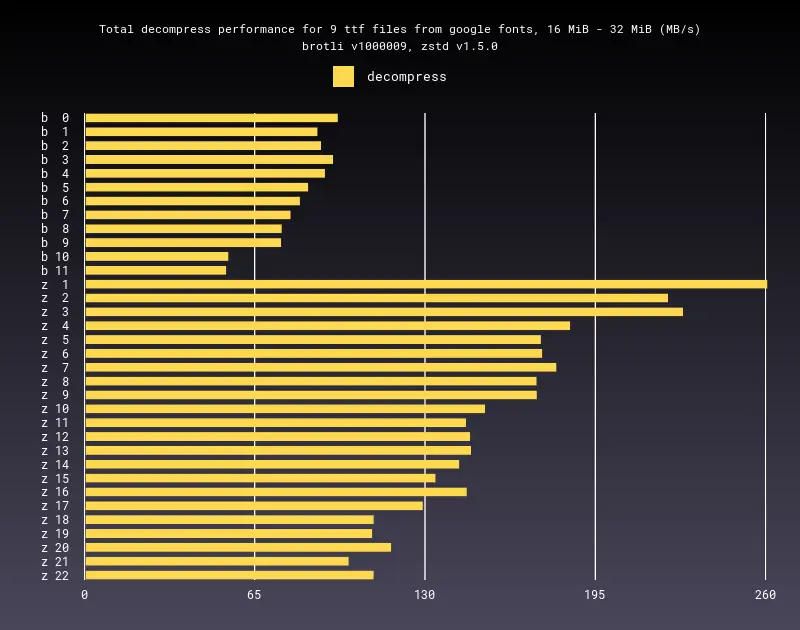 Total decompress performance for 9 ttf files from google fonts, 16 MiB - 32 MiB (MB/s)
brotli v1000009, zstd v1.5.0
decompress
b 0
b 1
b 2
b 3
b 4
b 5
b 6
b 7
b 8
b 9
b 10
b 11
z 1
z 2
z 3
z 4
z 5
z 6
z 7
z 8
z 9
z 10
z 11
z 12
z 13
z 14
z 15
z 16
z 17
z 18
z 19
z 20
z 21
z 22
0 65 130 195 260